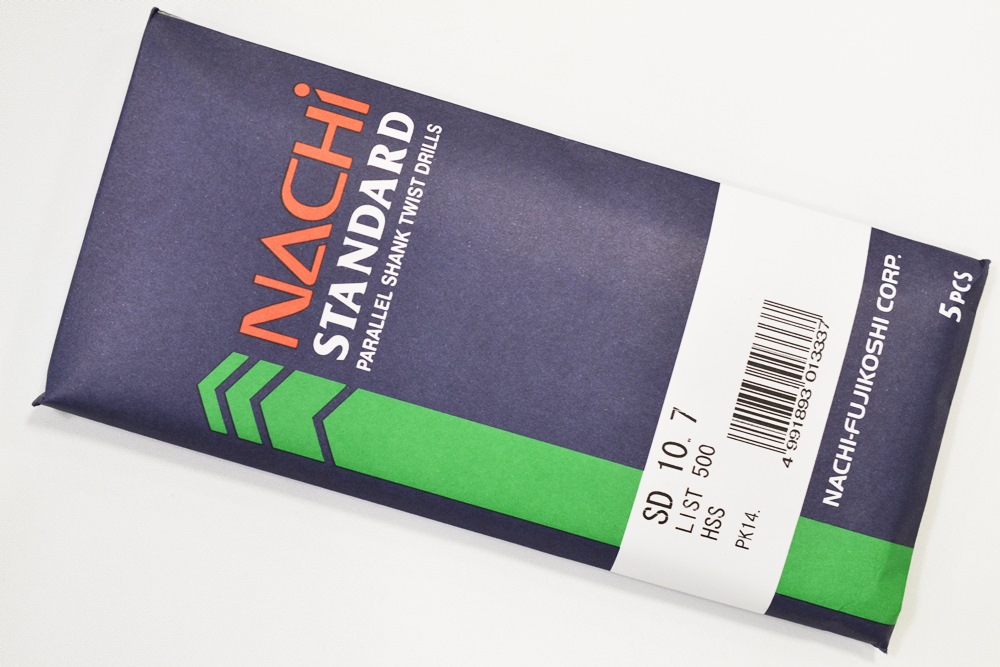 NACHi
STANDARD
PARALLEL SHANK TWIST DRILLS
SD 10. 7
LIST 500
HSS
PK14.
4 991893 013337
NACHI-FUJIKOSHI CORP.
5PCS